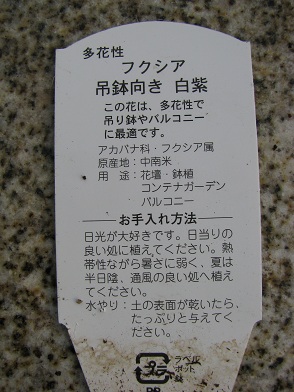 多花性
フクシア
吊鉢向き 白紫
この花は、多花性で
吊り鉢やバルコニー
に最適です。
アカバナ科・フクシア属
原産地：中南米
用　途：花壇・鉢植
コンテナガーデン
バルコニー
お手入れ方法
日光が大好きです。日当りの
良い処に植えてください。熱
帯性ながら暑さに弱く、夏は
半日陰、通風の良い処へ植え
てください。
水やり：土の表面が乾いたら、
たっぷりと与えてく
ださい。
プラ
ラベル
ポット
鉢
PP